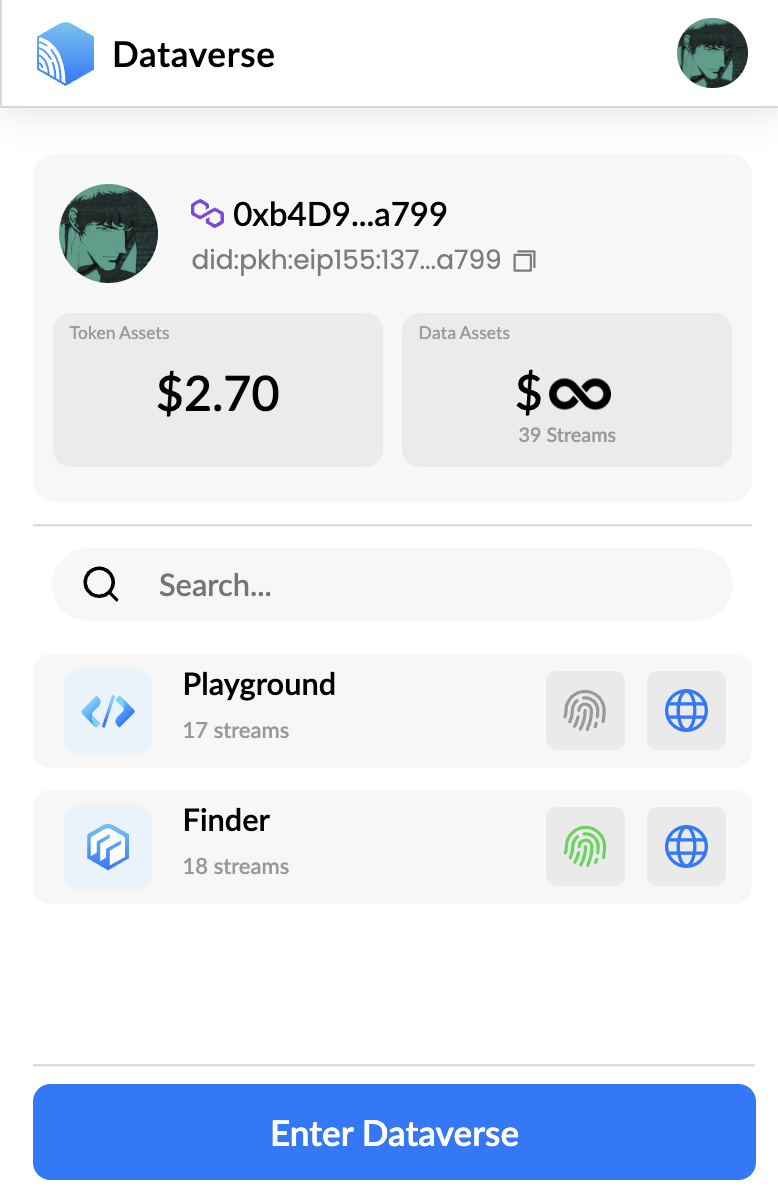 Dataverse
0xb4D9...a799
did:pkh:eip155:137...a799
Token Assets
$2.70
Data Assets
$∞
39 Streams
Search...
Playground
17 streams
Finder
18 streams
Enter Dataverse